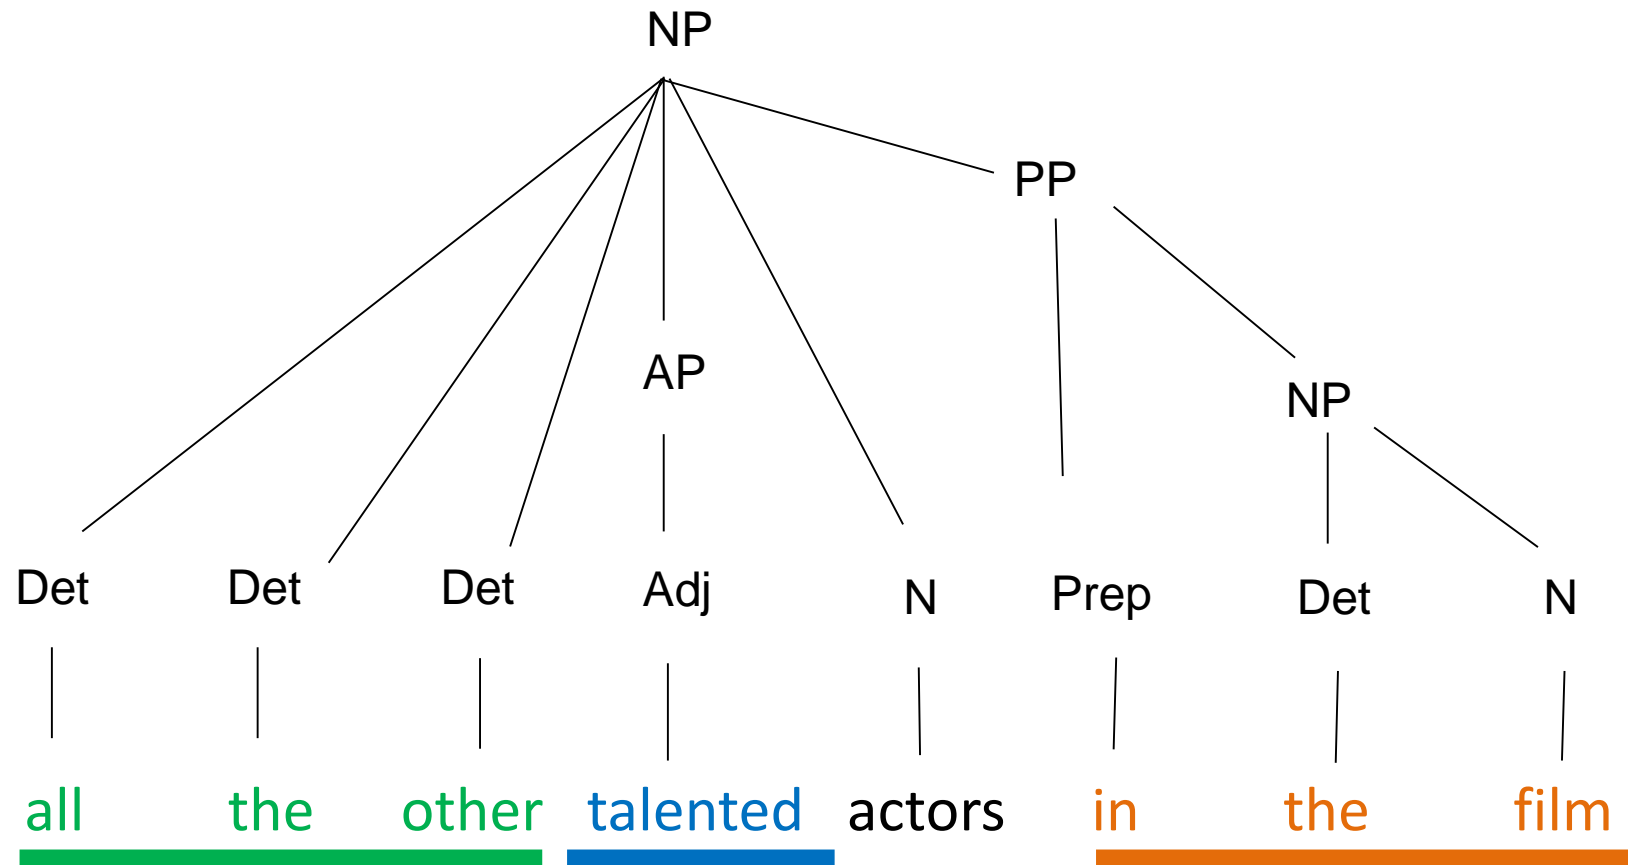 NP
PP
AP
NP
Det Det Det Adj N Prep Det N
all the other talented actors in the film